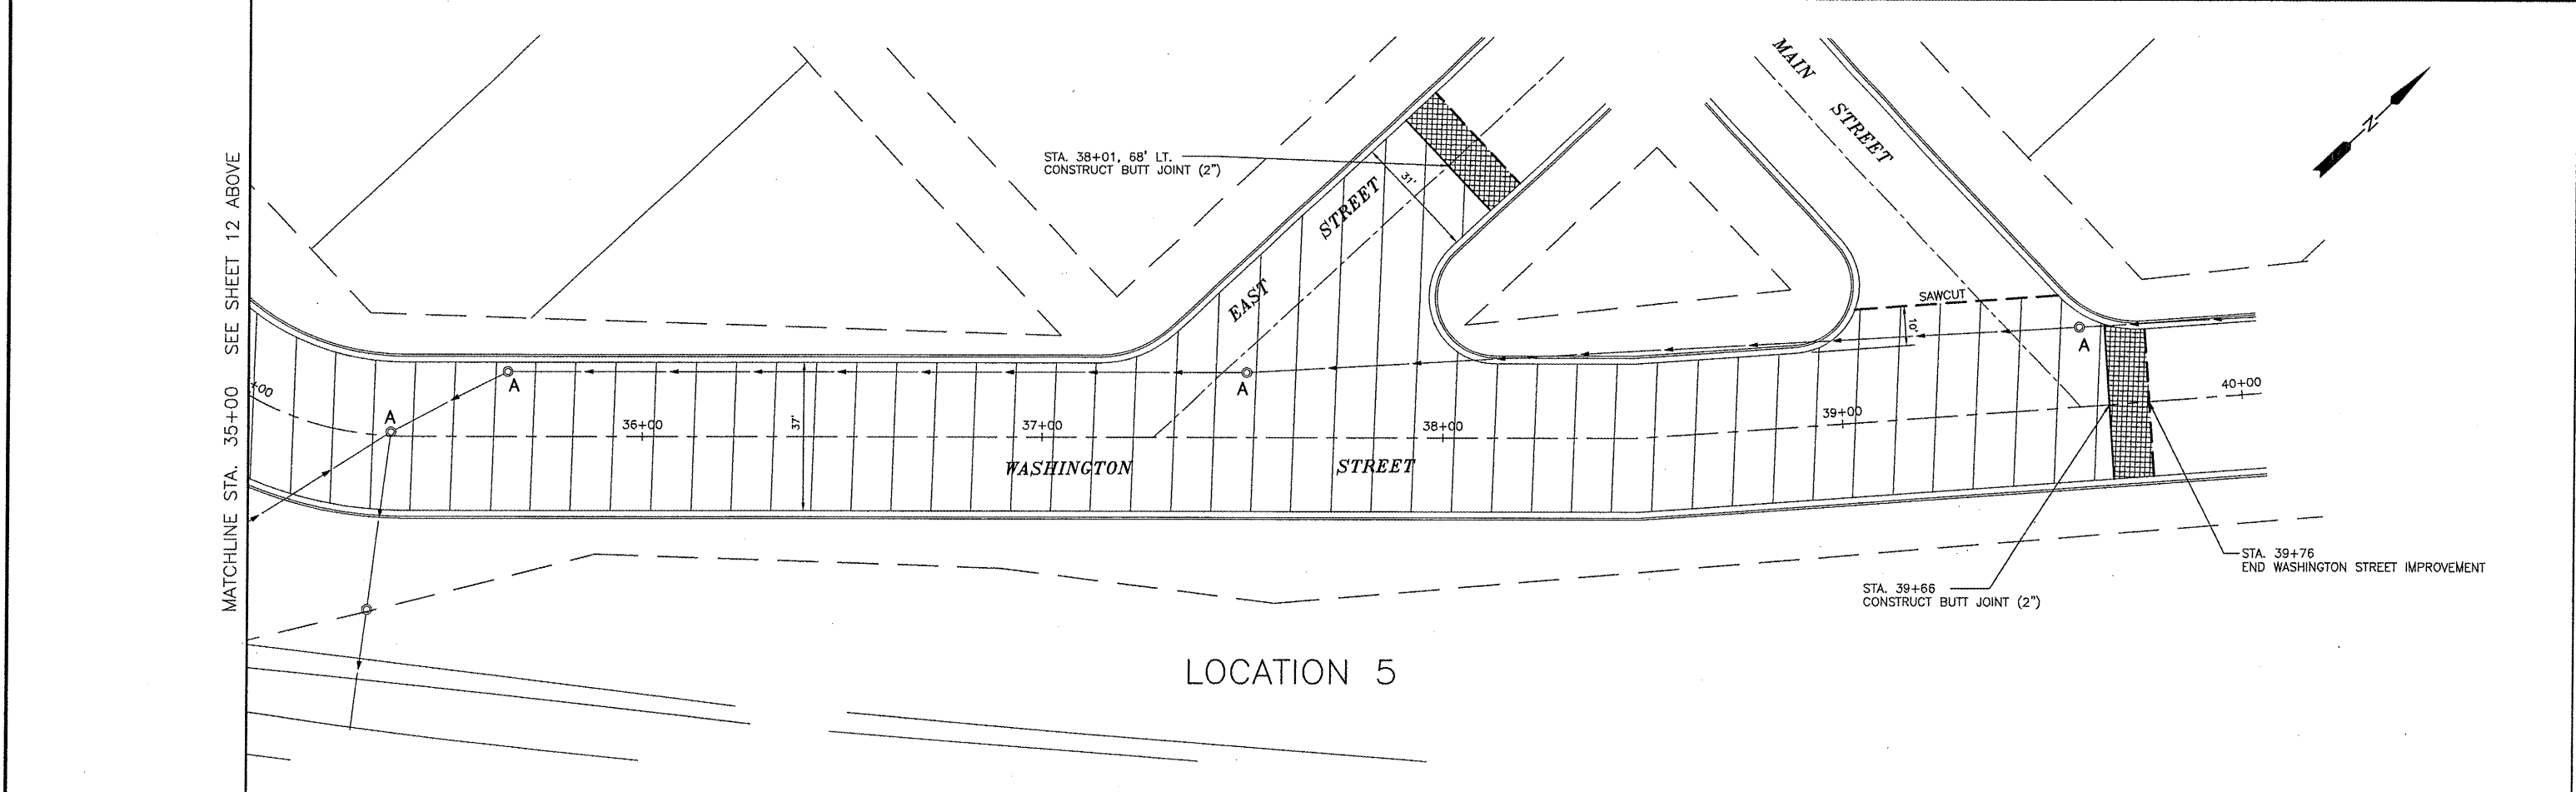 MAIN
STREET
N
STA. 38+01, 68' LT.
CONSTRUCT BUTT JOINT (2")
31'
EAST STREET
MATCHLINE STA. 35+00 SEE SHEET 12 ABOVE
SAWCUT
10'
A
A
A
A
+00
36+00
37'
37+00
38+00
39+00
40+00
WASHINGTON STREET
STA. 39+76
END WASHINGTON STREET IMPROVEMENT
STA. 39+66
CONSTRUCT BUTT JOINT (2")
LOCATION 5